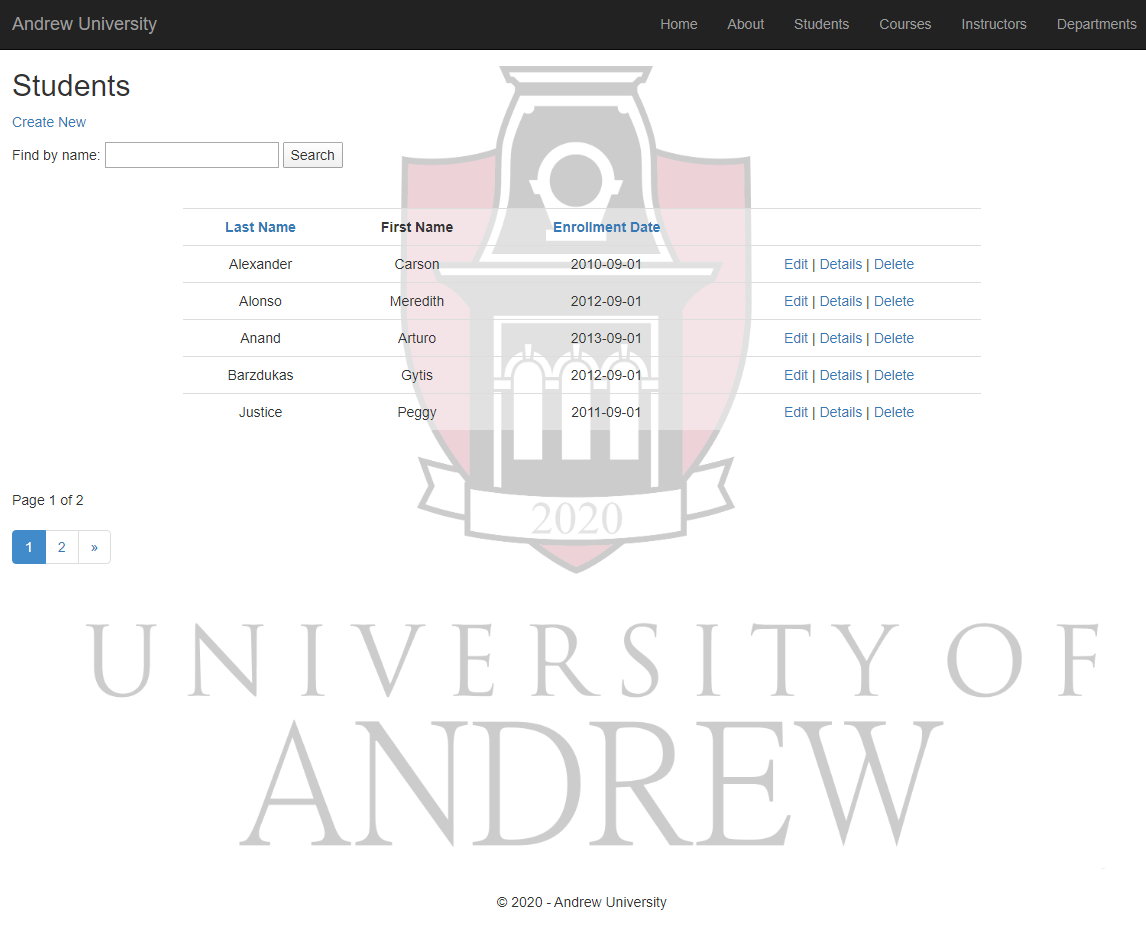 Andrew University Home About Students Courses Instructors Departments
Students
Create New
Find by name: Search
Last Name First Name Enrollment Date
Alexander Carson 2010-09-01 Edit | Details | Delete
Alonso Meredith 2012-09-01 Edit | Details | Delete
Anand Arturo 2013-09-01 Edit | Details | Delete
Barzdukas Gytis 2012-09-01 Edit | Details | Delete
Justice Peggy 2011-09-01 Edit | Details | Delete
Page 1 of 2
2020
1 2 »
UNIVERSITY OF
ANDREW
© 2020 - Andrew University